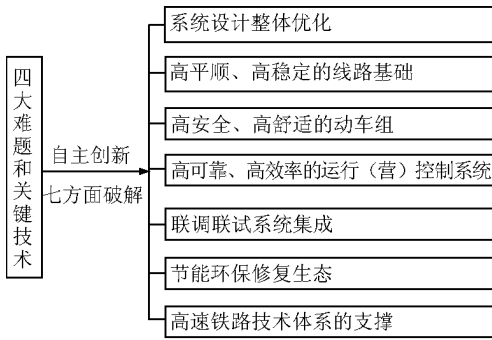 四大难题和关键技术
自主创新
七方面破解
系统设计整体优化
高平顺、高稳定的线路基础
高安全、高舒适的动车组
高可靠、高效率的运行（营）控制系统
联调联试系统集成
节能环保修复生态
高速铁路技术体系的支撑